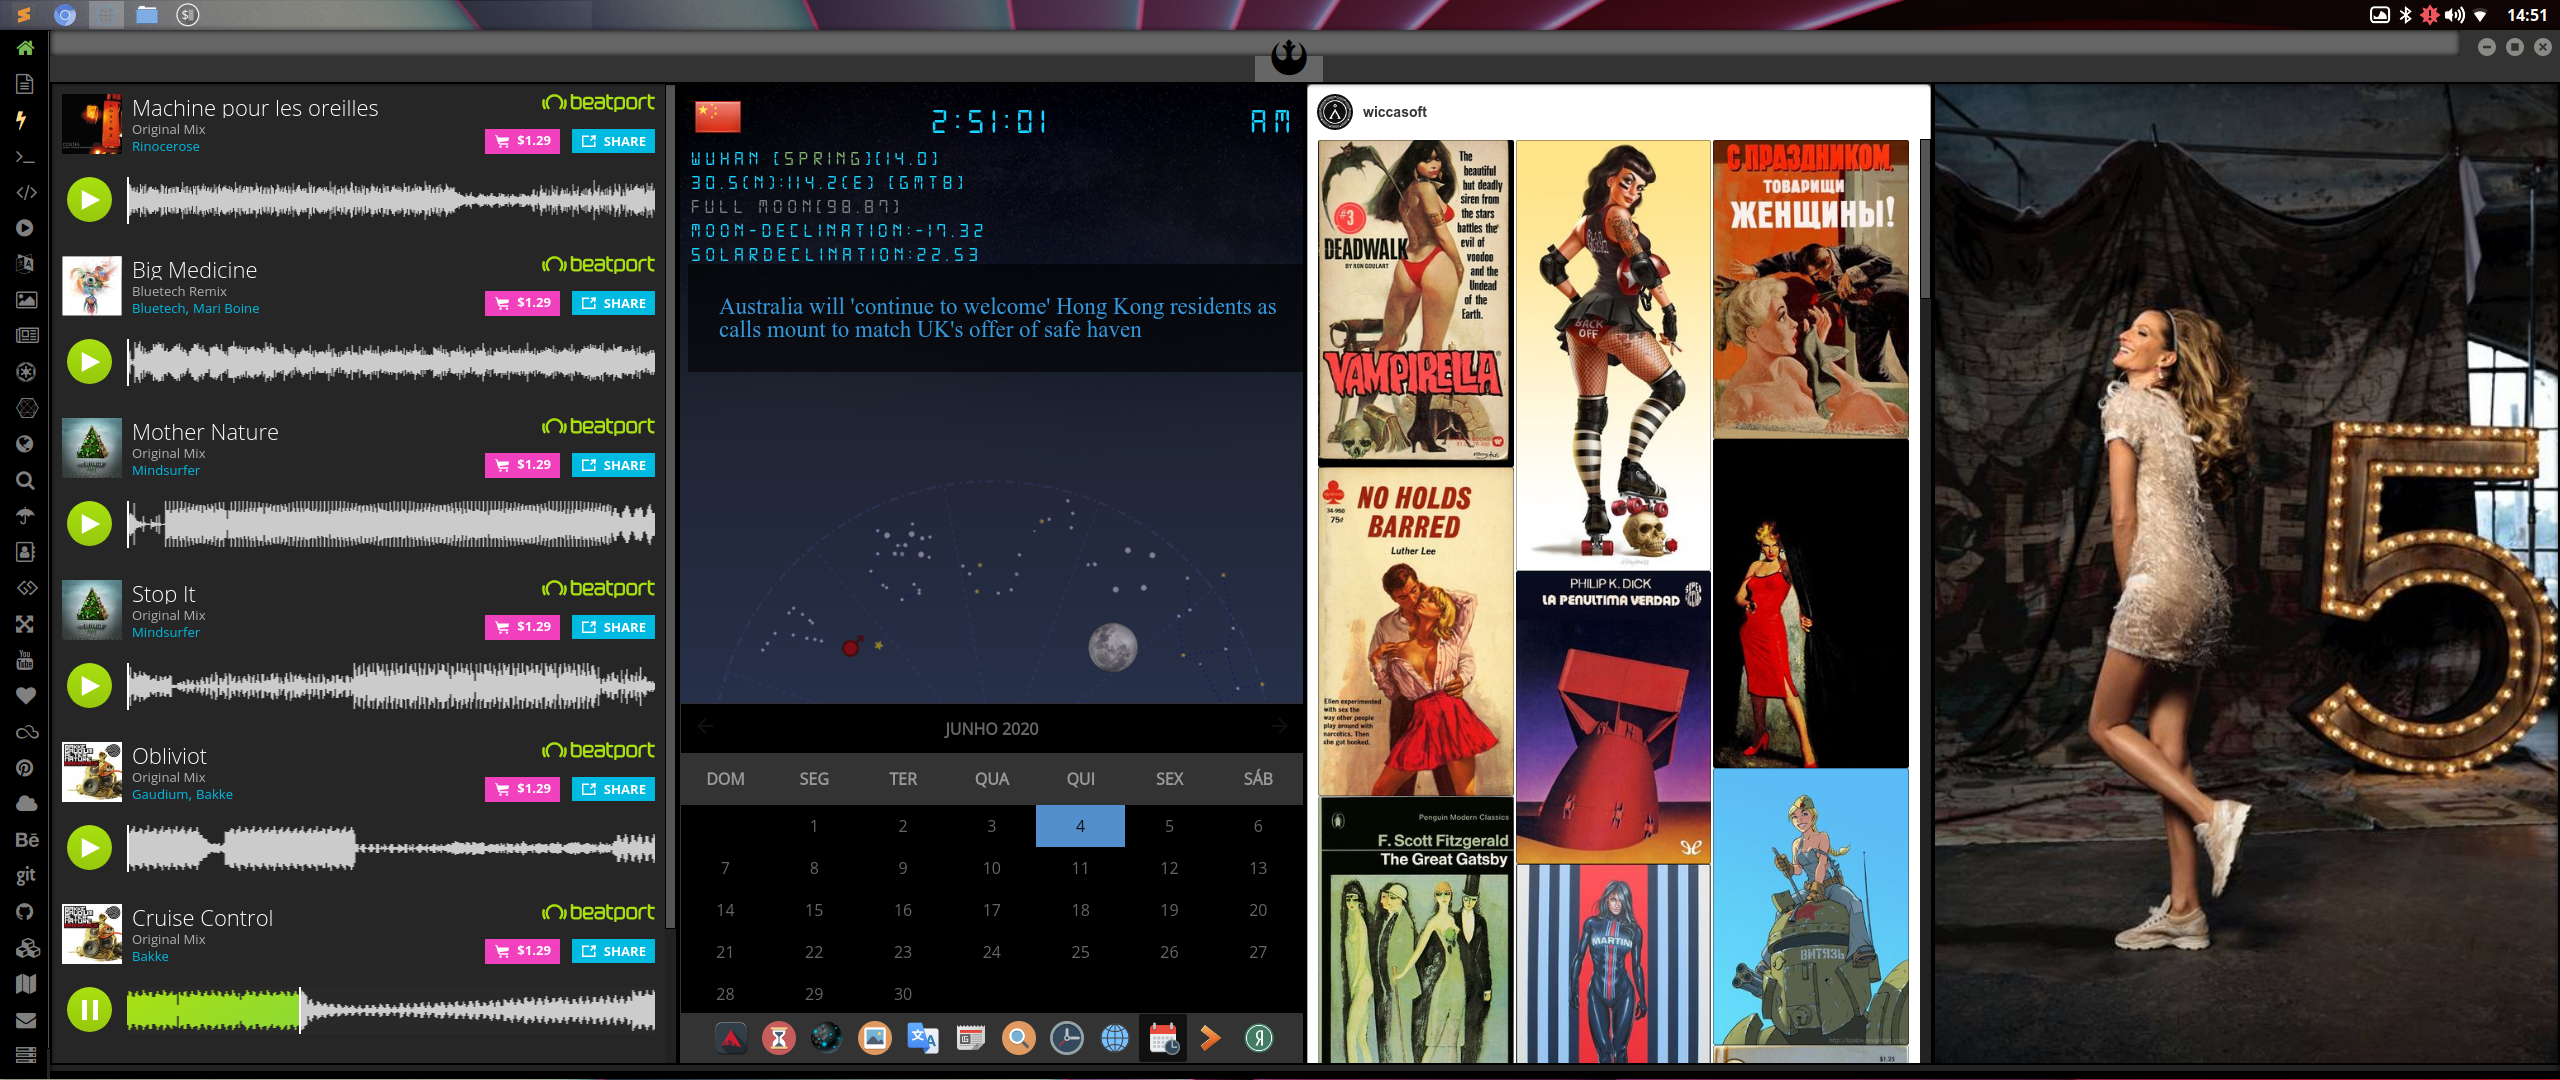 14:51
Machine pour les oreilles
Original Mix
Rinocerose
beatport
$1.29
SHARE
Big Medicine
Bluetech Remix
Bluetech, Mari Boine
beatport
$1.29
SHARE
Mother Nature
Original Mix
Mindsurfer
beatport
$1.29
SHARE
Stop It
Original Mix
Mindsurfer
beatport
$1.29
SHARE
Obliviot
Original Mix
Gaudium, Bakke
beatport
$1.29
SHARE
Cruise Control
Original Mix
Bakke
beatport
$1.29
SHARE
You
Tube
Bē
git
2:51:01
AM
WUHAN [SPRING][14.0]
30.5(N):114.2(E) [GMT8]
FULL MOON[98.87]
MOON-DECLINATION:-17.32
SOLARDECLINATION:22.53
Australia will 'continue to welcome' Hong Kong residents as
calls mount to match UK's offer of safe haven
JUNHO 2020
DOM SEG TER QUA QUI SEX SÁB
1 2 3 4 5 6
7 8 9 10 11 12 13
14 15 16 17 18 19 20
21 22 23 24 25 26 27
28 29 30
wiccasoft
The
beautiful
but deadly
siren from
the stars
battles the
evil of
voodoo
and the
Undead
of the
Earth.
#3
DEADWALK
BY RON GOULART
VAMPIRELLA
BACK
OFF
С ПРАЗДНИКОМ,
ТОВАРИЩИ
ЖЕНЩИНЫ!
34-950
75¢
NO HOLDS
BARRED
Luther Lee
Ellen experimented
with sex the
way other people
play around with
narcotics. Then
she got hooked.
PHILIP K. DICK
LA PENULTIMA VERDAD
Penguin Modern Classics
F. Scott Fitzgerald
The Great Gatsby
MARTINI
ВИТЯЗЬ
$1.25
5